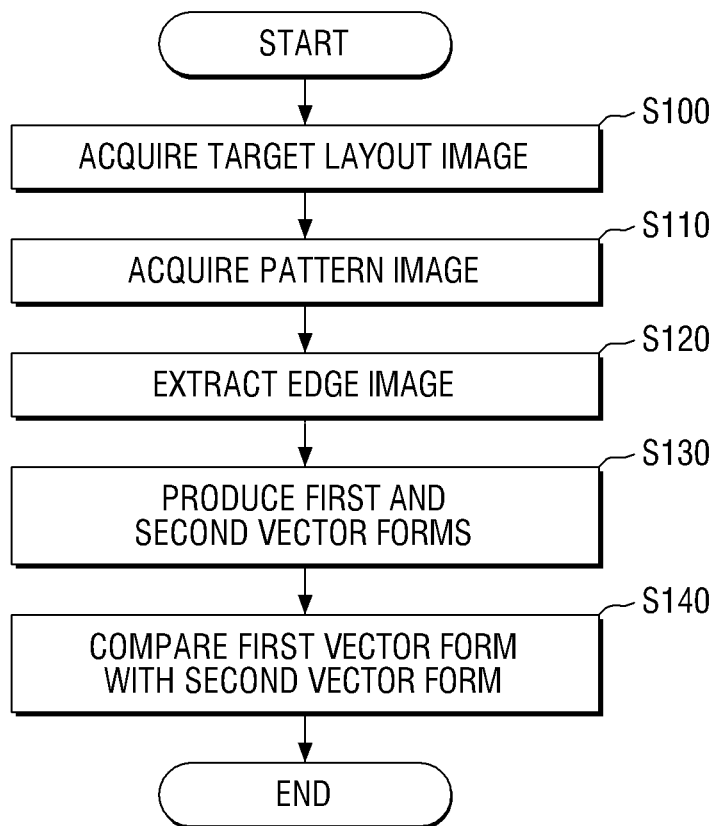 START
S100
ACQUIRE TARGET LAYOUT IMAGE
S110
ACQUIRE PATTERN IMAGE
S120
EXTRACT EDGE IMAGE
S130
PRODUCE FIRST AND
SECOND VECTOR FORMS
S140
COMPARE FIRST VECTOR FORM
WITH SECOND VECTOR FORM
END